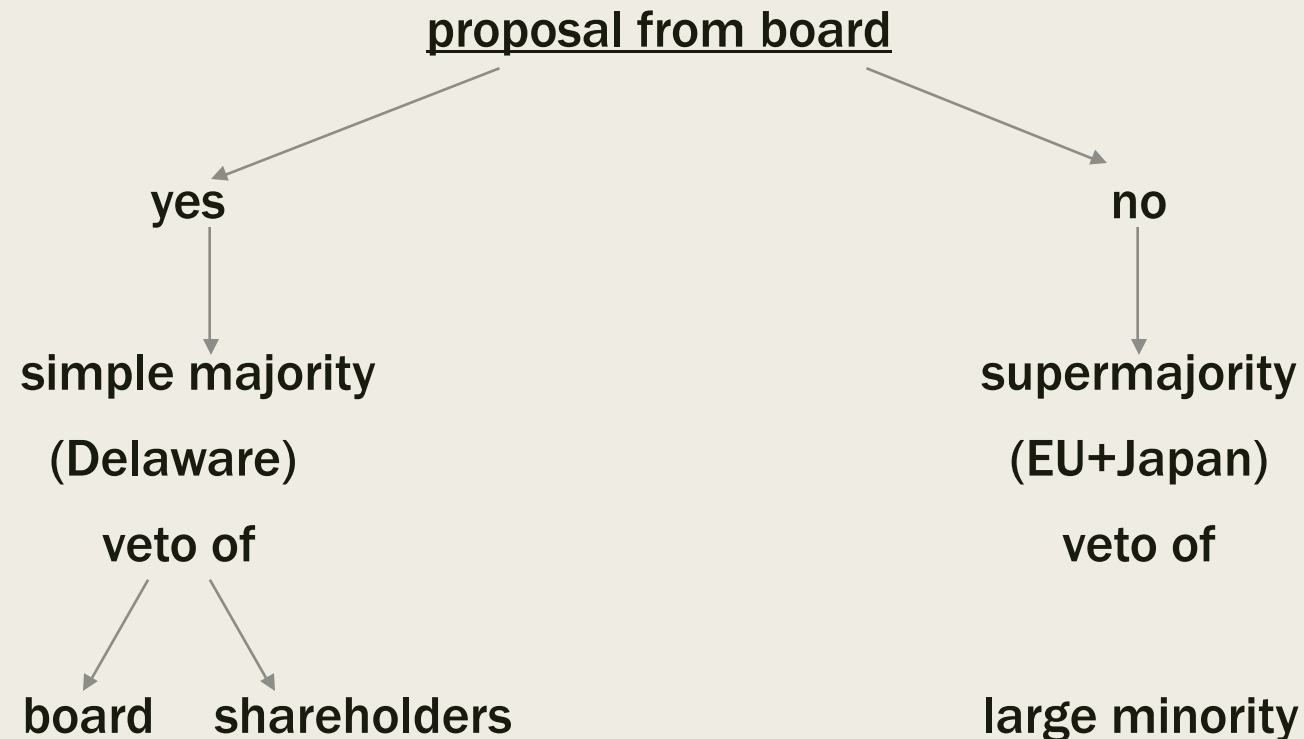 proposal from board
yes no
simple majority supermajority
(Delaware) (EU+Japan)
veto of veto of
board shareholders large minority